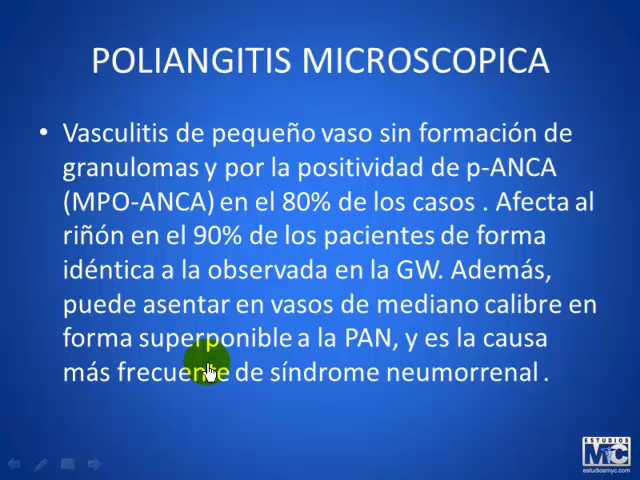 POLIANGITIS MICROSCOPICA
• Vasculitis de pequeño vaso sin formación de
granulomas y por la positividad de p-ANCA
(MPO-ANCA) en el 80% de los casos . Afecta al
riñón en el 90% de los pacientes de forma
idéntica a la observada en la GW. Además,
puede asentar en vasos de mediano calibre en
forma superponible a la PAN, y es la causa
más frecuente de síndrome neumorrenal .
ESTUDIOS
MyC
estudiosmyc.com